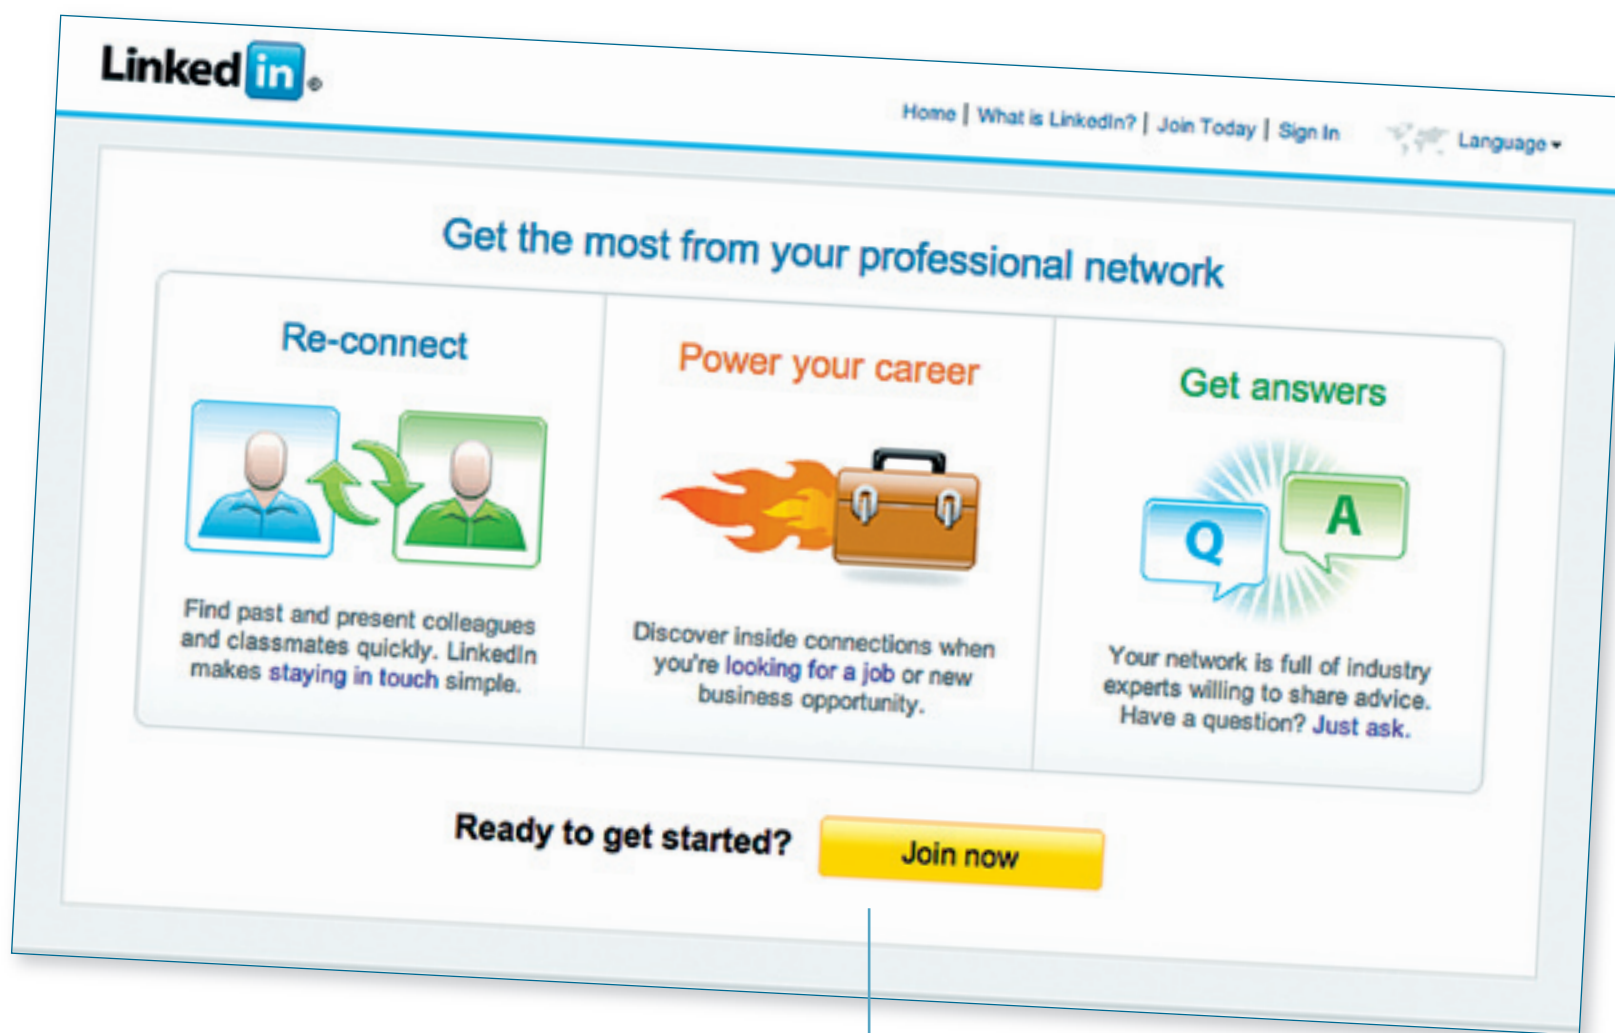 Linked in ®
Home | What is LinkedIn? | Join Today | Sign In Language
Get the most from your professional network
Re-connect
Find past and present colleagues
and classmates quickly. LinkedIn
makes staying in touch simple.
Power your career
Discover inside connections when
you're looking for a job or new
business opportunity.
Get answers
Q
A
Your network is full of industry
experts willing to share advice.
Have a question? Just ask.
Ready to get started? Join now